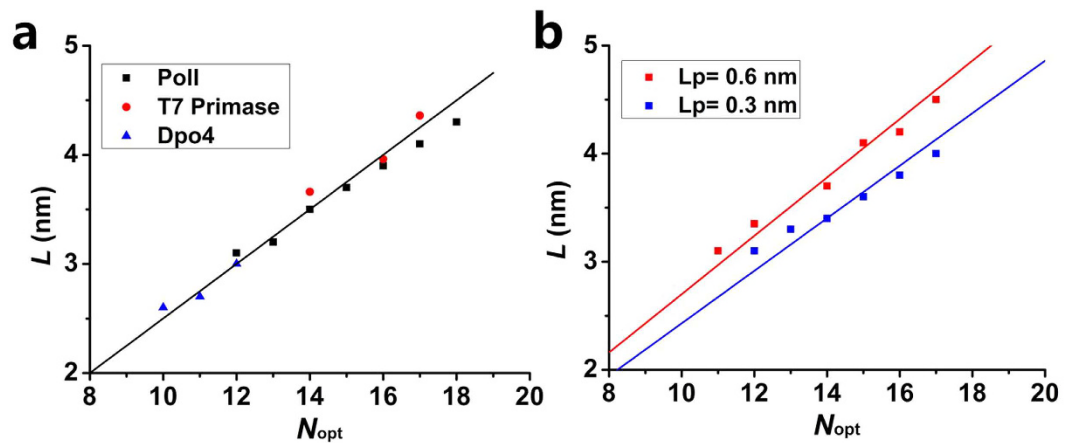 a
5
4
3
2
L (nm)
PolI
T7 Primase
Dpo4
8 10 12 14 16 18 20
Nopt
b
5
4
3
2
L (nm)
Lp= 0.6 nm
Lp= 0.3 nm
8 10 12 14 16 18 20
Nopt